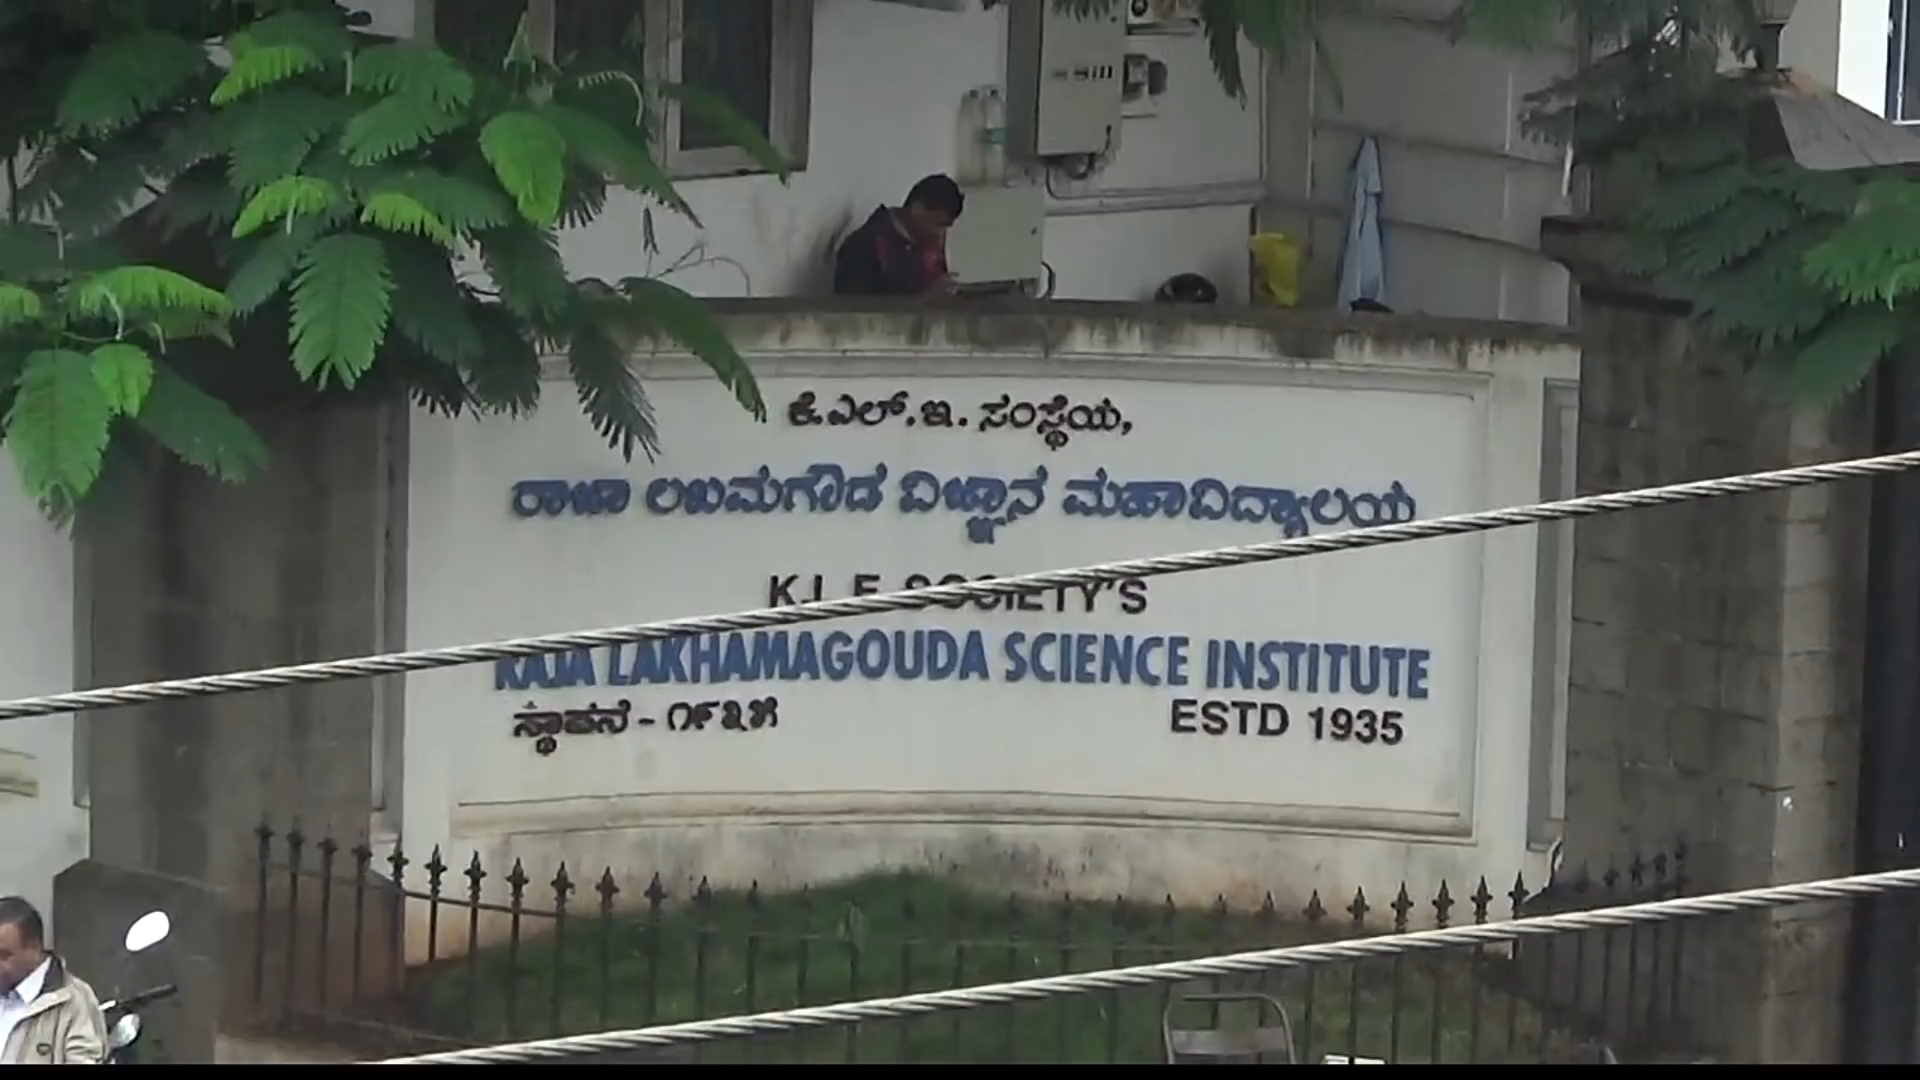 ಕೆ.ಎಲ್.ಇ. ಸಂಸ್ಥೆಯ,
ರಾಜಾ ಲಖಮಗೌಡ ವಿಜ್ಞಾನ ಮಹಾವಿದ್ಯಾಲಯ
K.L.E. SOCIETY'S
RAJA LAKHAMAGOUDA SCIENCE INSTITUTE
ಸ್ಥಾಪನೆ - ೧೯೩೫ ESTD 1935